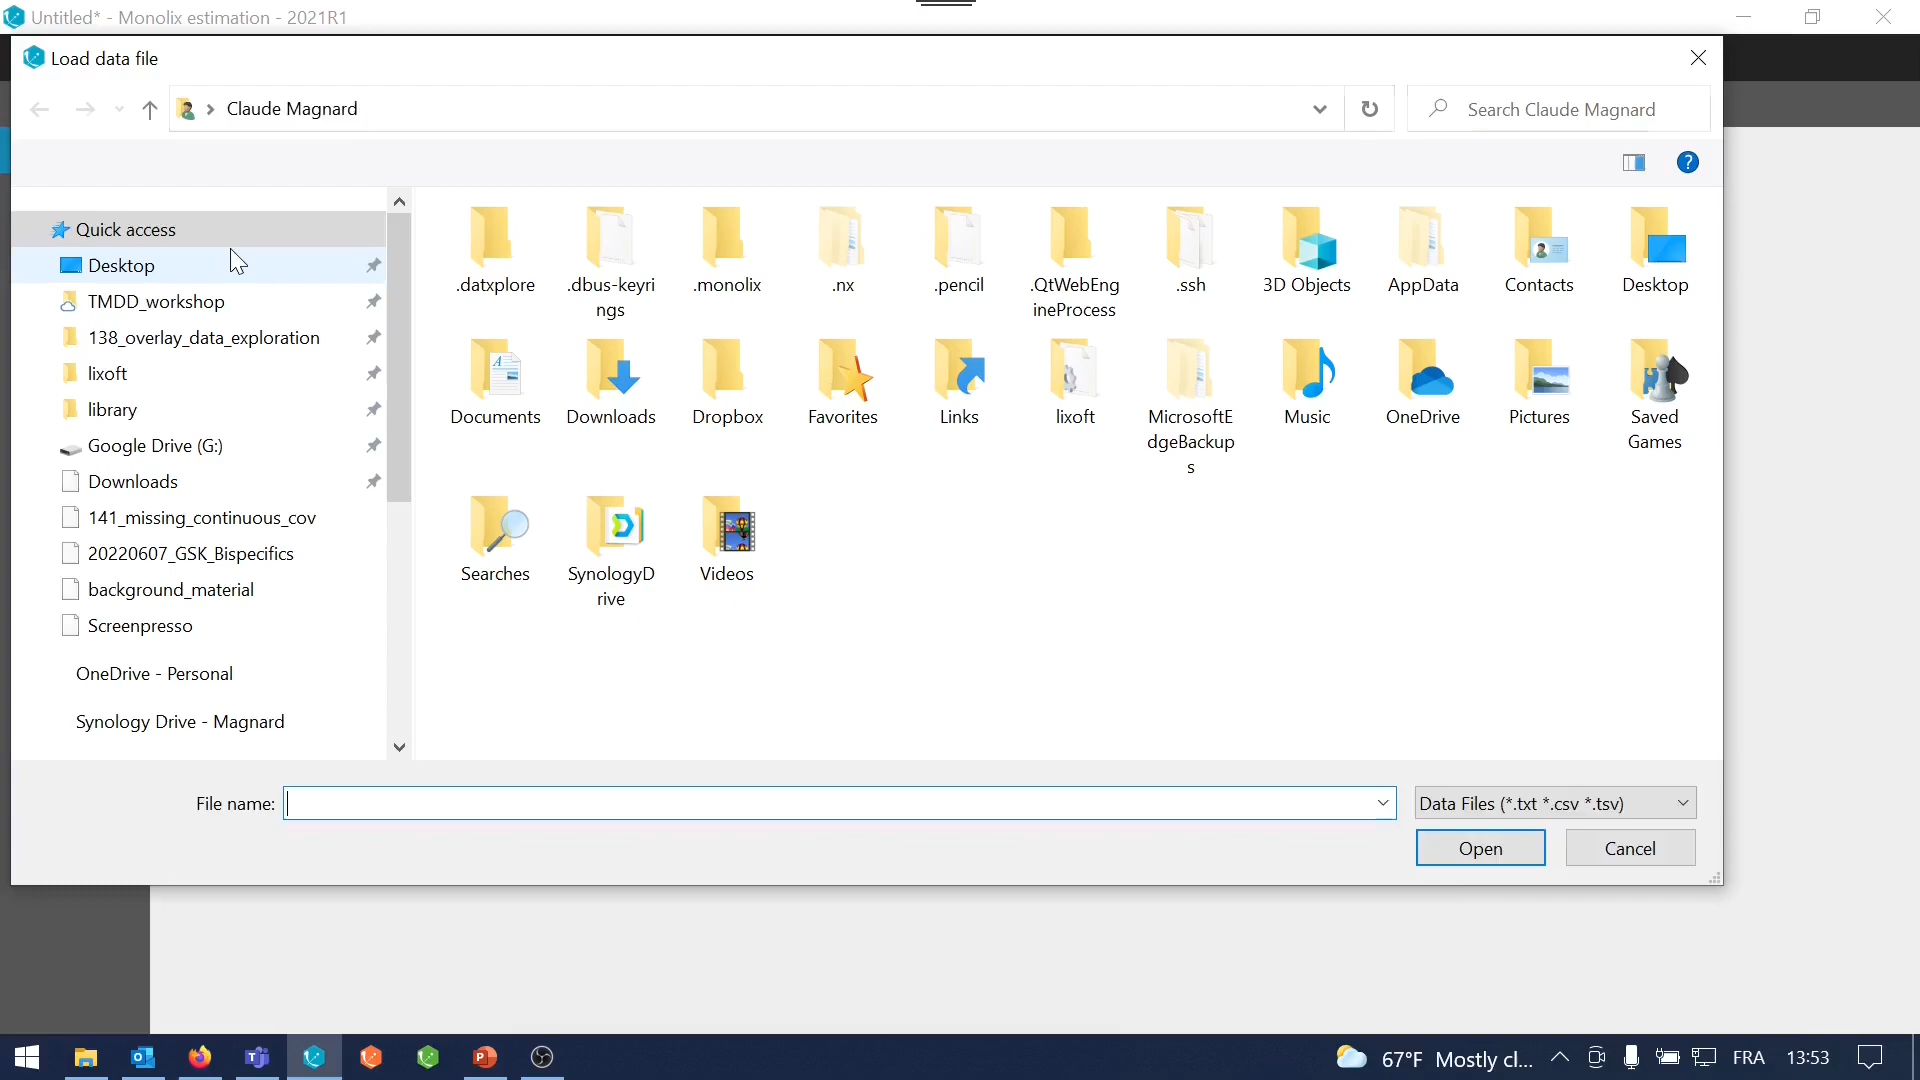 Untitled* - Monolix estimation - 2021R1
Load data file
Claude Magnard
Search Claude Magnard
?
Quick access
Desktop
TMDD_workshop
138_overlay_data_exploration
lixoft
library
Google Drive (G:)
Downloads
141_missing_continuous_cov
20220607_GSK_Bispecifics
background_material
Screenpresso
OneDrive - Personal
Synology Drive - Magnard
.datxplore
.dbus-keyri
ngs
.monolix
.nx
.pencil
.QtWebEng
ineProcess
.ssh
3D Objects
AppData
Contacts
Desktop
Documents
Downloads
Dropbox
Favorites
Links
lixoft
MicrosoftE
dgeBackup
s
Music
OneDrive
Pictures
Saved
Games
Searches
SynologyD
rive
Videos
File name:
Data Files (*.txt *.csv *.tsv)
Open
Cancel
67°F Mostly cl...
FRA
13:53